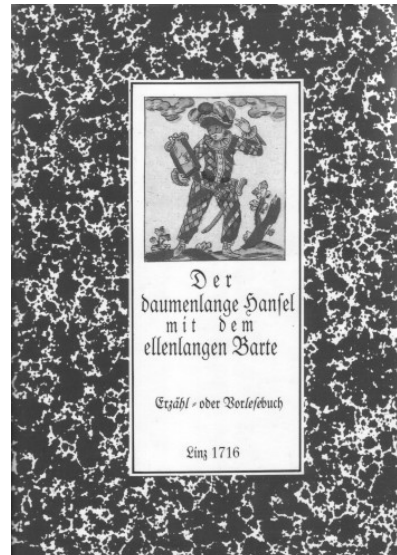 Der
daumenlange Hansel
mit dem
ellenlangen Barte
Erzähl - oder Vorlesebuch
Linz 1716